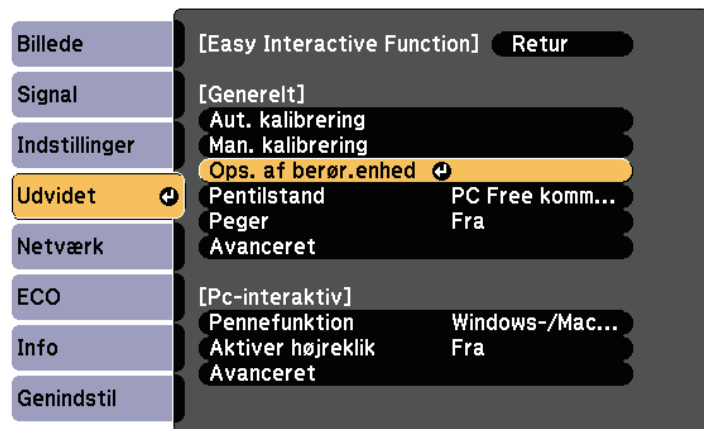 Billede
Signal
Indstillinger
Udvidet
Netværk
ECO
Info
Genindstil
[Easy Interactive Function] Retur
[Generelt]
Aut. kalibrering
Man. kalibrering
Ops. af berør.enhed
Pentilstand PC Free komm...
Peger Fra
Avanceret
[Pc-interaktiv]
Pennefunktion Windows-/Mac...
Aktiver højreklik Fra
Avanceret